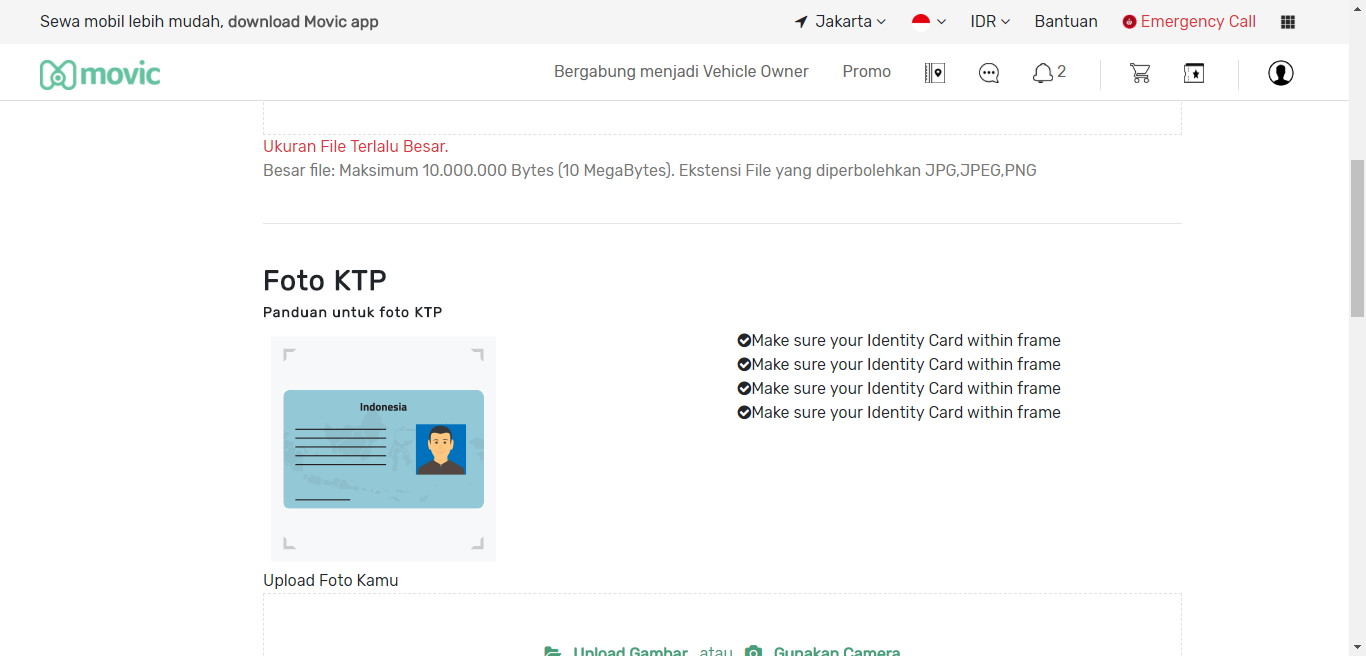 Sewa mobil lebih mudah, download Movic app
Jakarta
IDR
Bantuan
Emergency Call
movic
Bergabung menjadi Vehicle Owner
Promo
2
Ukuran File Terlalu Besar.
Besar file: Maksimum 10.000.000 Bytes (10 MegaBytes). Ekstensi File yang diperbolehkan JPG,JPEG,PNG
Foto KTP
Panduan untuk foto KTP
Indonesia
Make sure your Identity Card within frame
Make sure your Identity Card within frame
Make sure your Identity Card within frame
Make sure your Identity Card within frame
Upload Foto Kamu
Upload Gambar atau Gunakan Camera